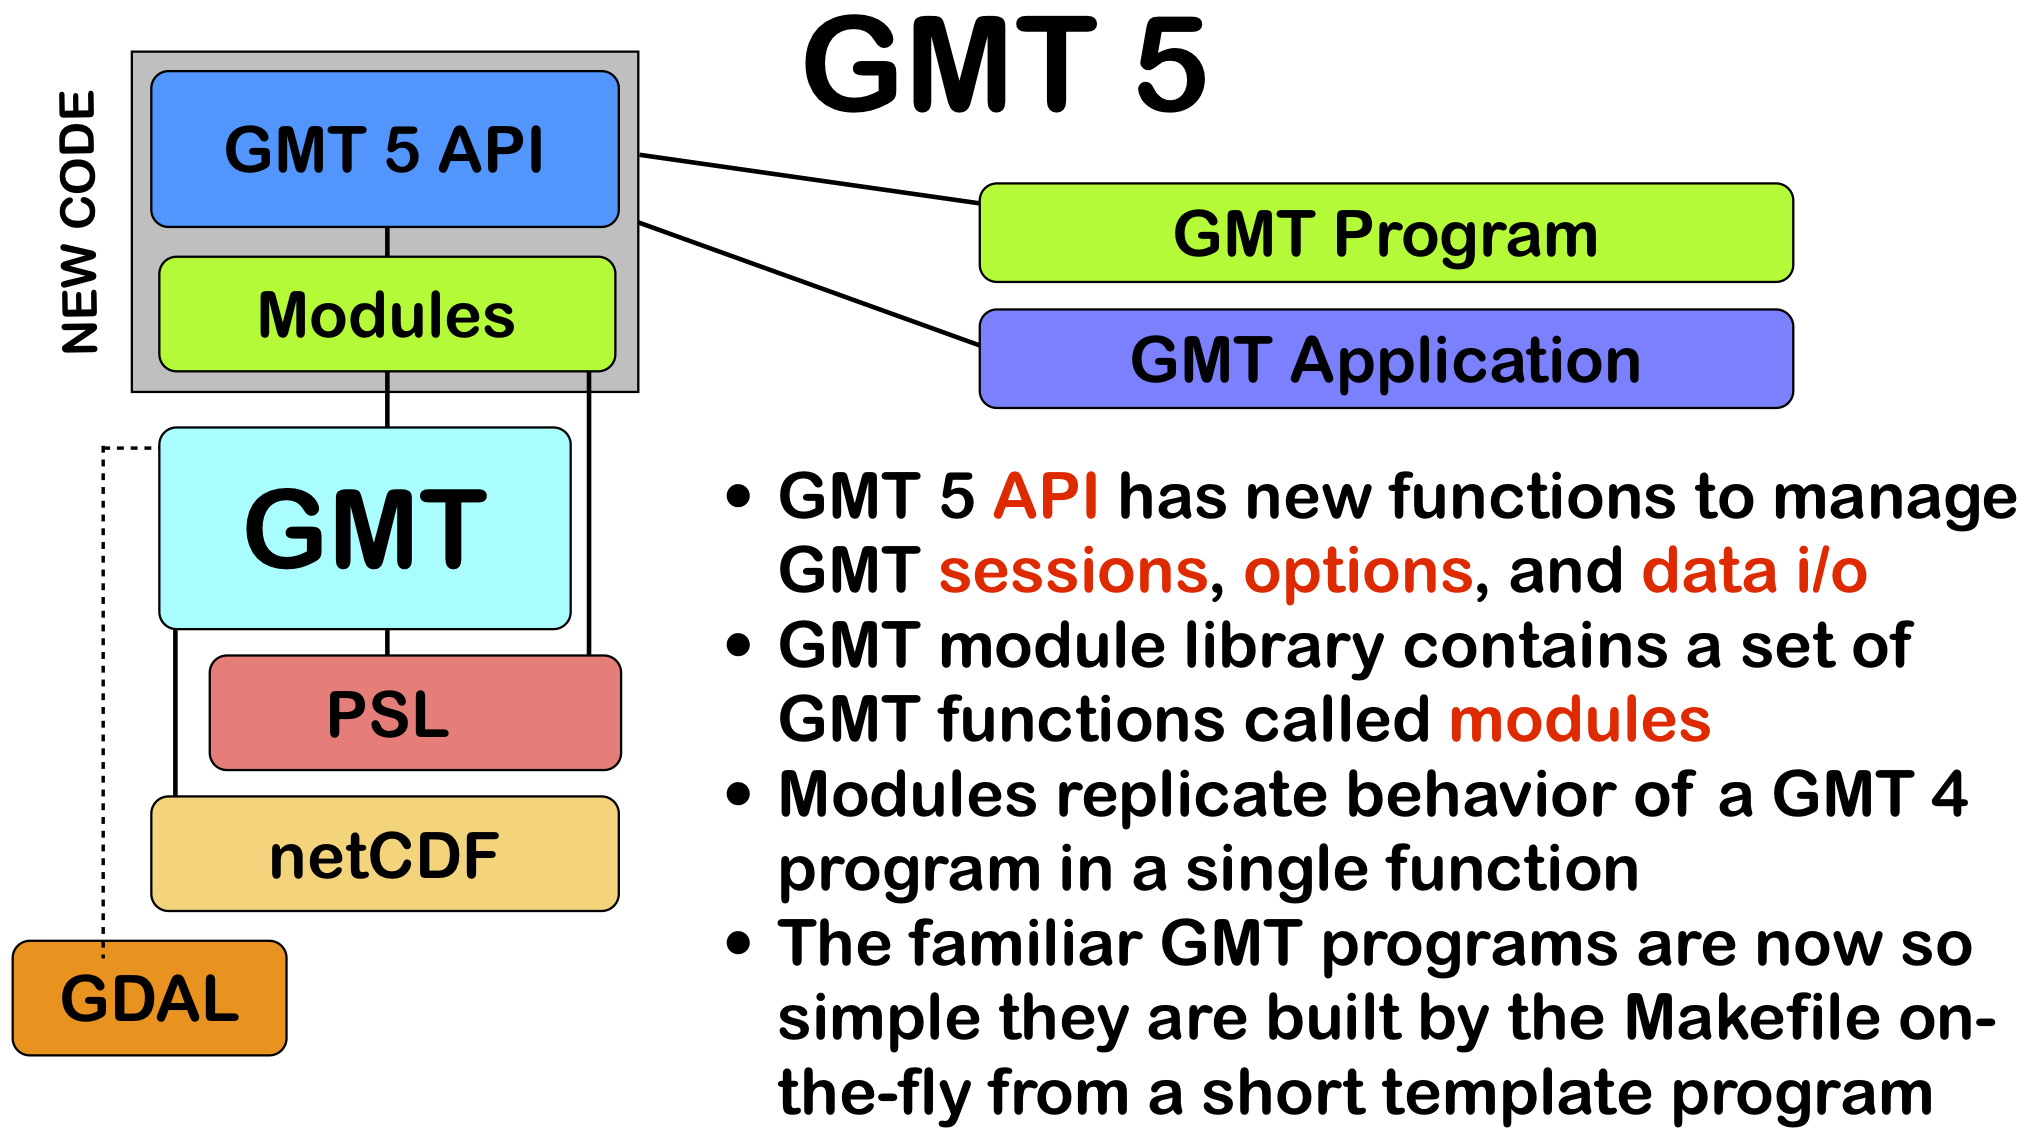 GMT 5
NEW CODE
GMT 5 API
Modules
GMT Program
GMT Application
GMT
PSL
netCDF
GDAL
• GMT 5 API has new functions to manage
GMT sessions, options, and data i/o
• GMT module library contains a set of
GMT functions called modules
• Modules replicate behavior of a GMT 4
program in a single function
• The familiar GMT programs are now so
simple they are built by the Makefile on-
the-fly from a short template program